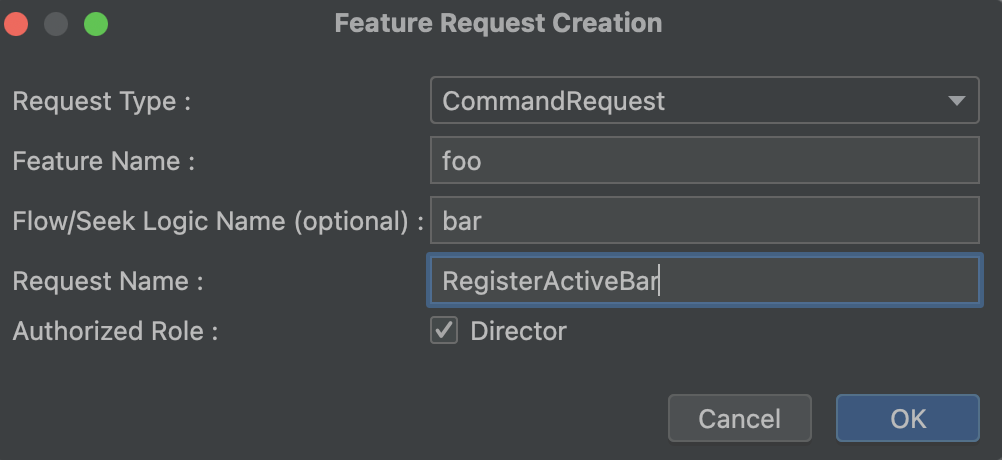 Feature Request Creation
Request Type : CommandRequest
Feature Name : foo
Flow/Seek Logic Name (optional) : bar
Request Name : RegisterActiveBar
Authorized Role : Director
Cancel OK